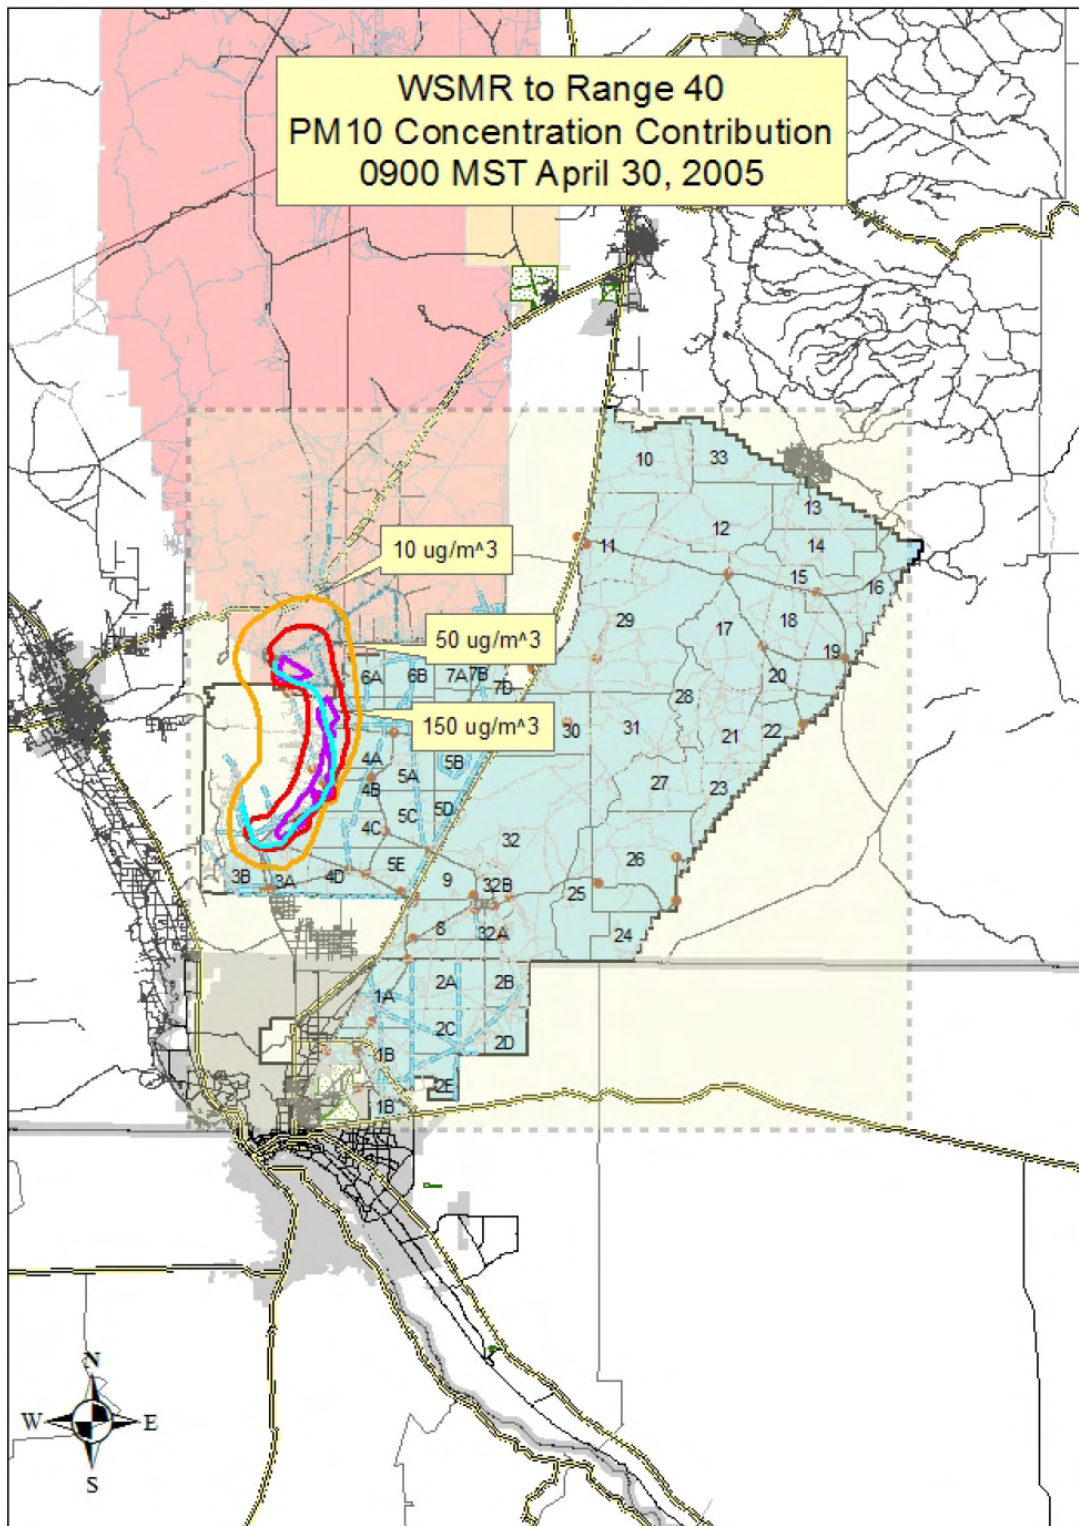 WSMR to Range 40
PM10 Concentration Contribution
0900 MST April 30, 2005
10
33
13
12
14
11
15
16
10 ug/m^3
29
17
18
50 ug/m^3
19
6A
6B
7A
7B
7D
20
28
150 ug/m^3
30
31
21
22
4A
5A
5B
27
23
4B
5C
5D
4C
32
26
3B
3A
4D
5E
9
32B
25
8
32A
24
1A
2A
2B
2C
2D
1B
2E
1B
N
W
E
S